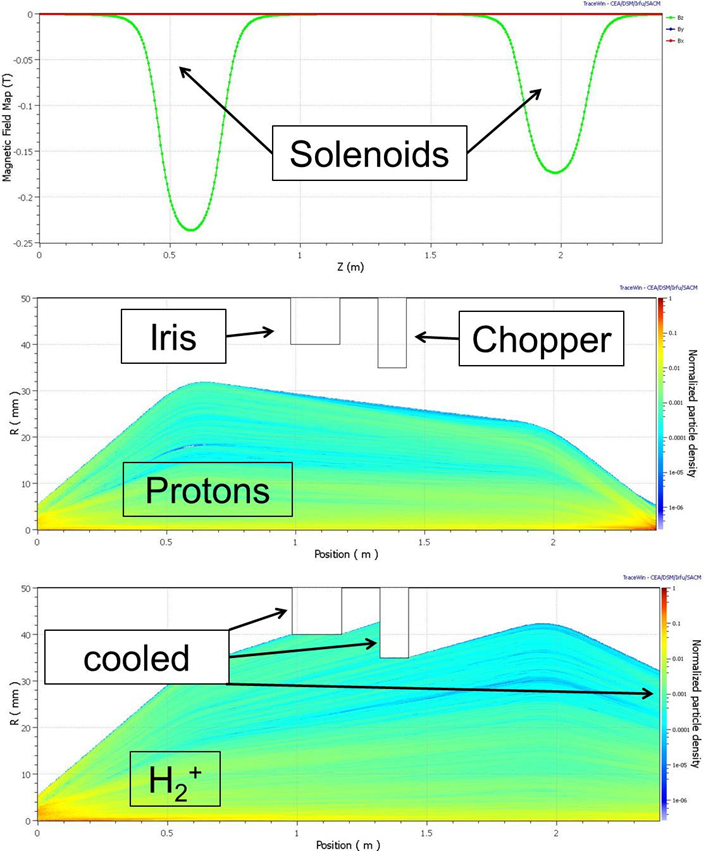 TraceWin - CEA/DSM/Irfu/SACM
Magnetic Field Map (T)
0
-0.05
-0.1
-0.15
-0.2
-0.25
Bz
By
Bx
Solenoids
0
0.5
1
1.5
2
Z (m)
TraceWin - CEA/DSM/Irfu/SACM
R ( mm )
50
40
30
20
10
0
Iris
Chopper
Protons
1
0.1
0.01
0.001
0.0001
1e-05
1e-06
Normalized particle density
0
0.5
1
1.5
2
Position ( m )
TraceWin - CEA/DSM/Irfu/SACM
R ( mm )
50
40
30
20
10
0
cooled
H₂⁺
1
0.1
0.01
0.001
0.0001
1e-05
1e-06
Normalized particle density
0
0.5
1
1.5
2
Position ( m )